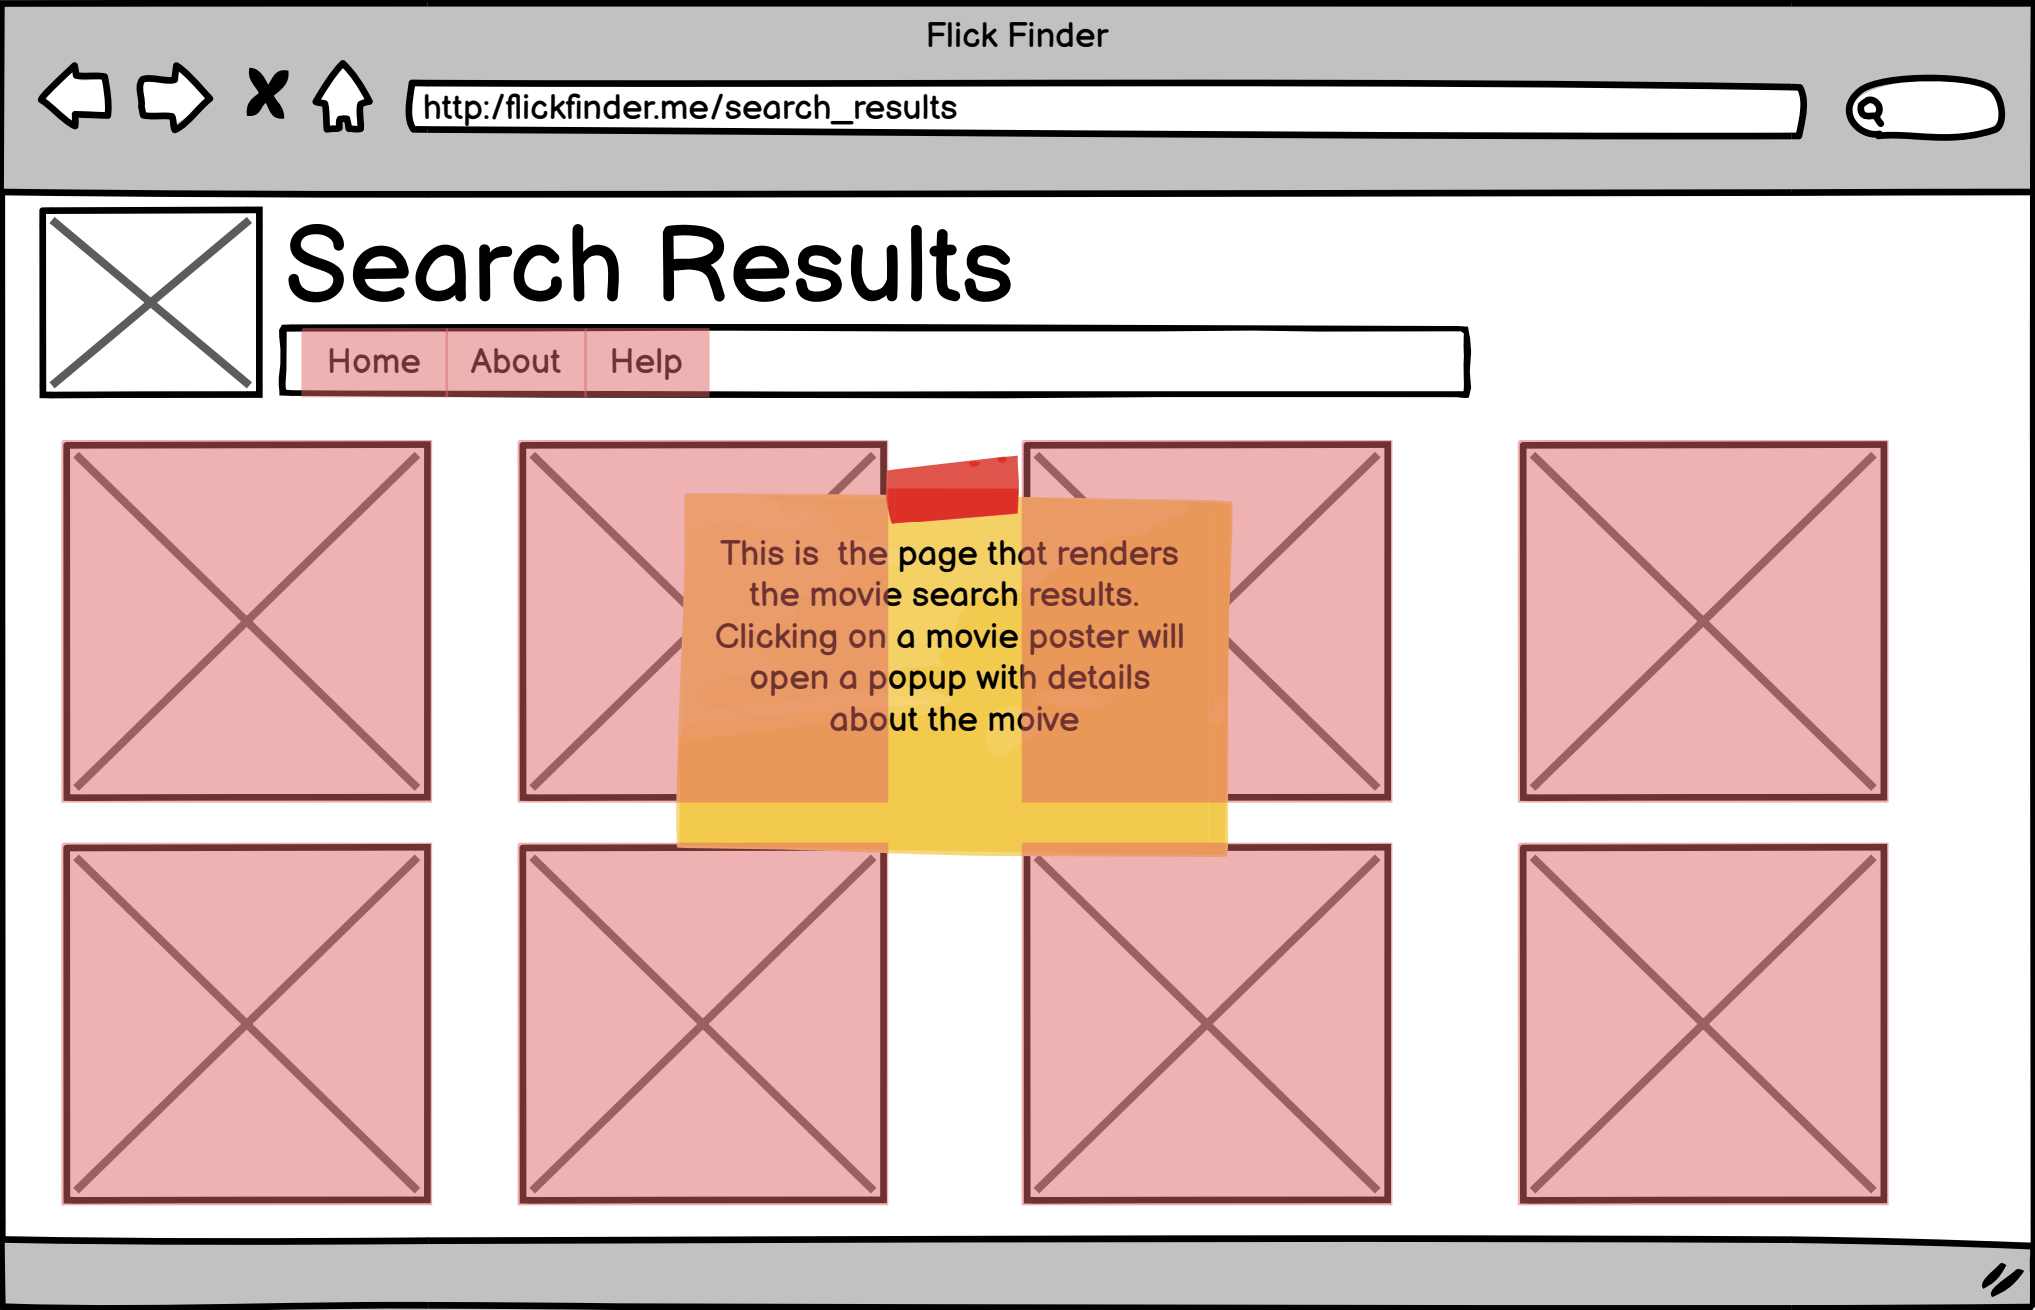 Flick Finder
http:/flickfinder.me/search_results
Search Results
Home About Help
This is  the page that renders
the movie search results.
Clicking on a movie poster will
open a popup with details
about the moive